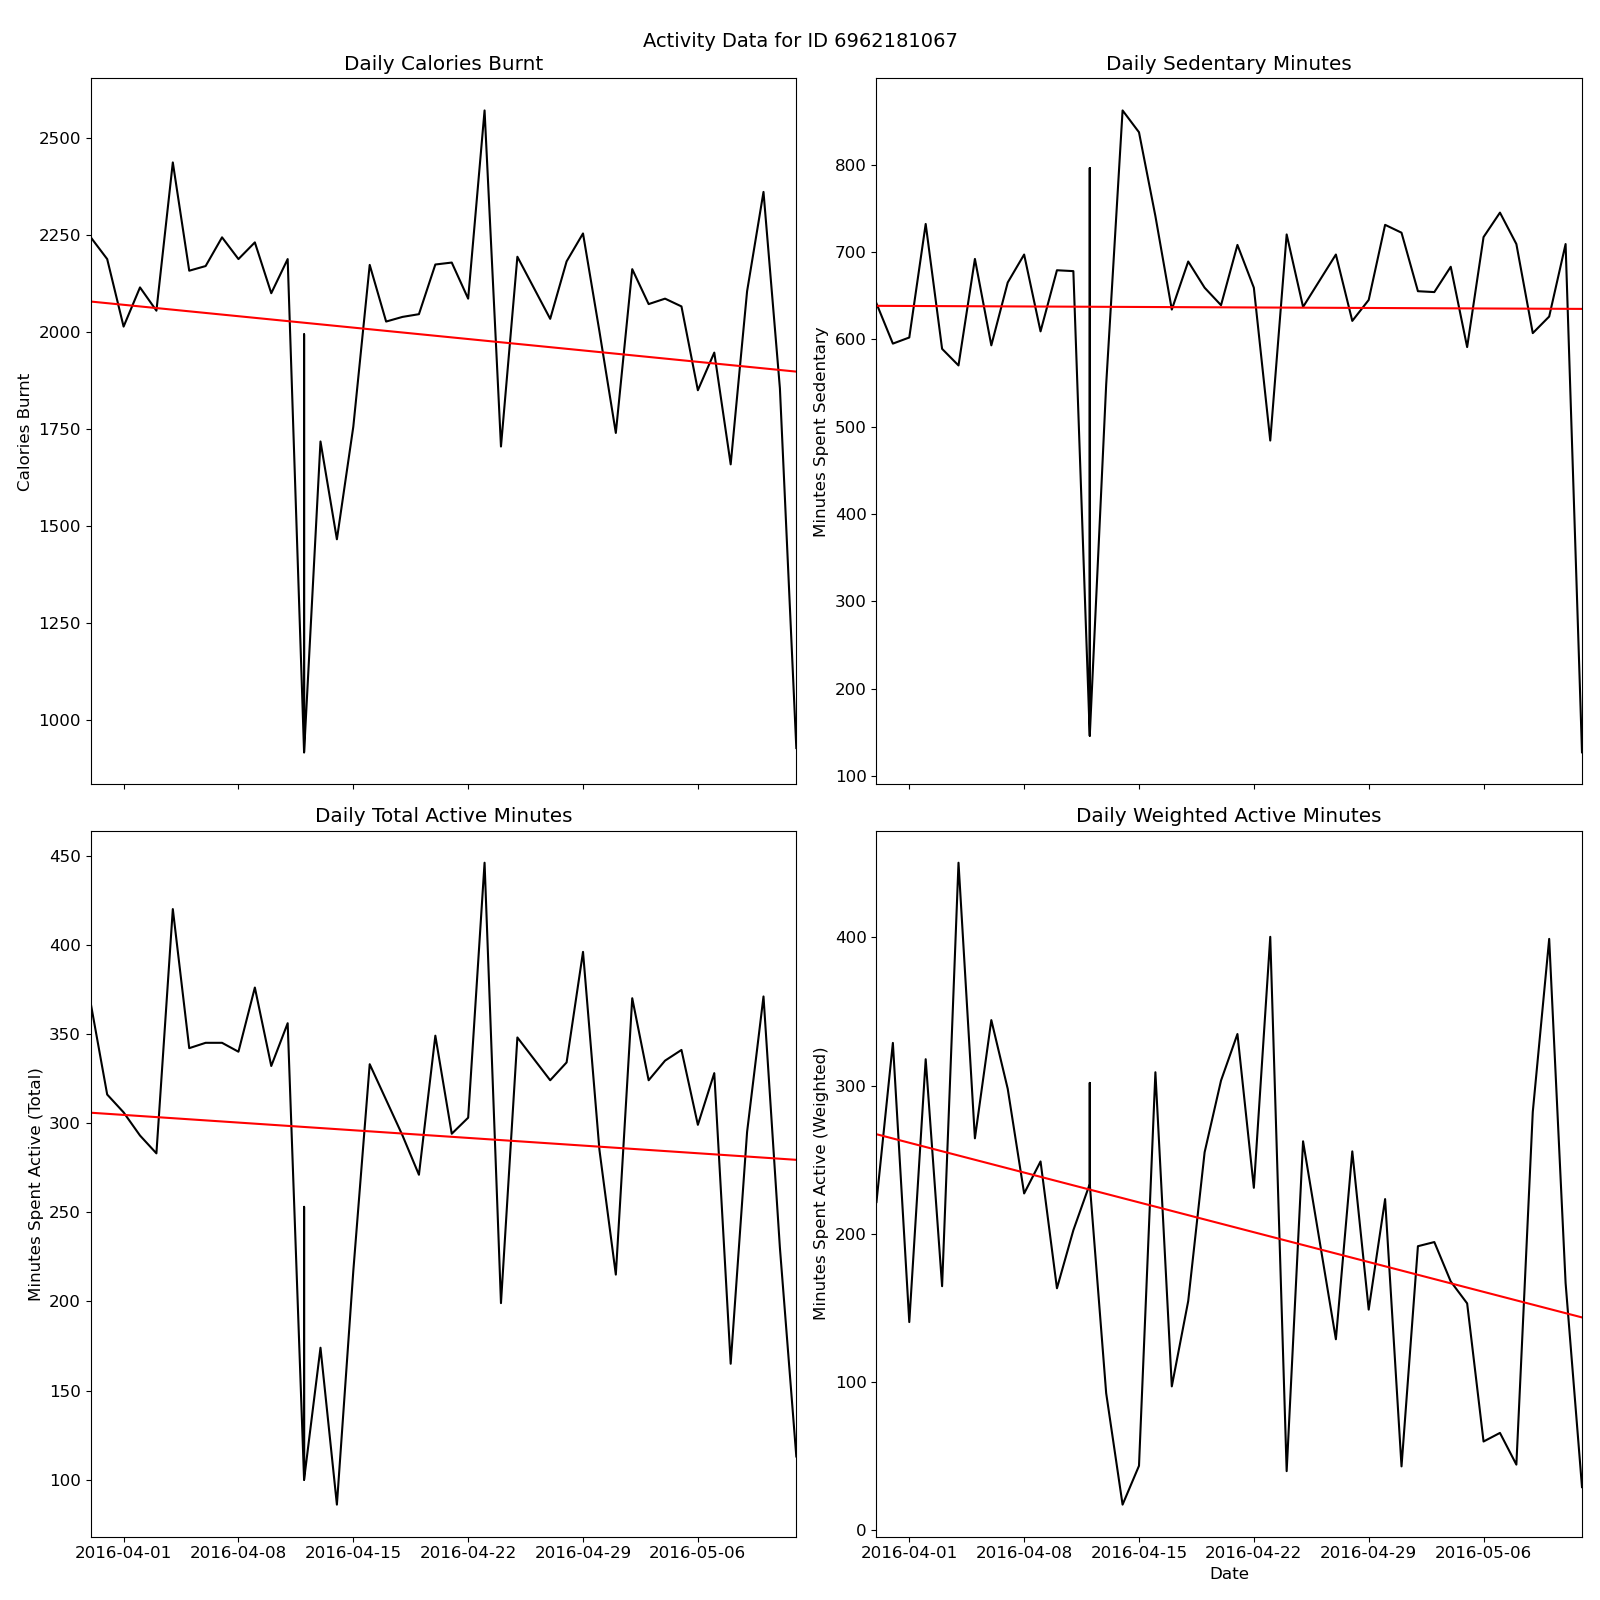 Activity Data for ID 6962181067
Daily Calories Burnt
Calories Burnt
2500
2250
2000
1750
1500
1250
1000
Daily Sedentary Minutes
Minutes Spent Sedentary
800
700
600
500
400
300
200
100
Daily Total Active Minutes
Minutes Spent Active (Total)
450
400
350
300
250
200
150
100
2016-04-01 2016-04-08 2016-04-15 2016-04-22 2016-04-29 2016-05-06
Daily Weighted Active Minutes
Minutes Spent Active (Weighted)
400
300
200
100
0
2016-04-01 2016-04-08 2016-04-15 2016-04-22 2016-04-29 2016-05-06
Date